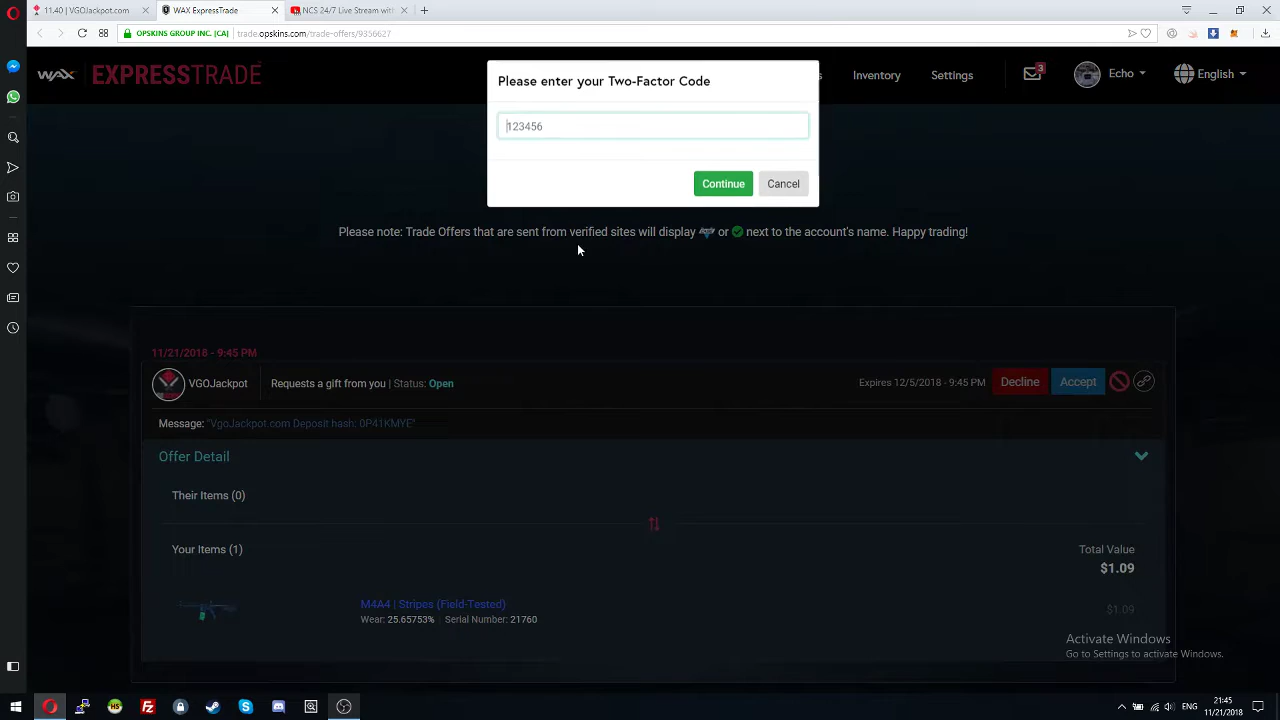 11.40 | VGOJackpot.com
WAX ExpressTrade
NCS 24/7 Live Stream with
OPSKINS GROUP INC. [CA]
trade.opskins.com/trade-offers/9356627
WAX EXPRESSTRADE
Inventory
Settings
3
Echo
English
Please enter your Two-Factor Code
123456
Continue
Cancel
Please note: Trade Offers that are sent from verified sites will display or next to the account's name. Happy trading!
11/21/2018 - 9:45 PM
VGOJackpot
Requests a gift from you | Status: Open
Expires 12/5/2018 - 9:45 PM
Decline
Accept
Message: "VgoJackpot.com Deposit hash: 0P41KMYE"
Offer Detail
Their Items (0)
Your Items (1)
Total Value
$1.09
M4A4 | Stripes (Field-Tested)
$1.09
Wear: 25.65753% Serial Number: 21760
Activate Windows
Go to Settings to activate Windows.
ENG
21:45
11/21/2018